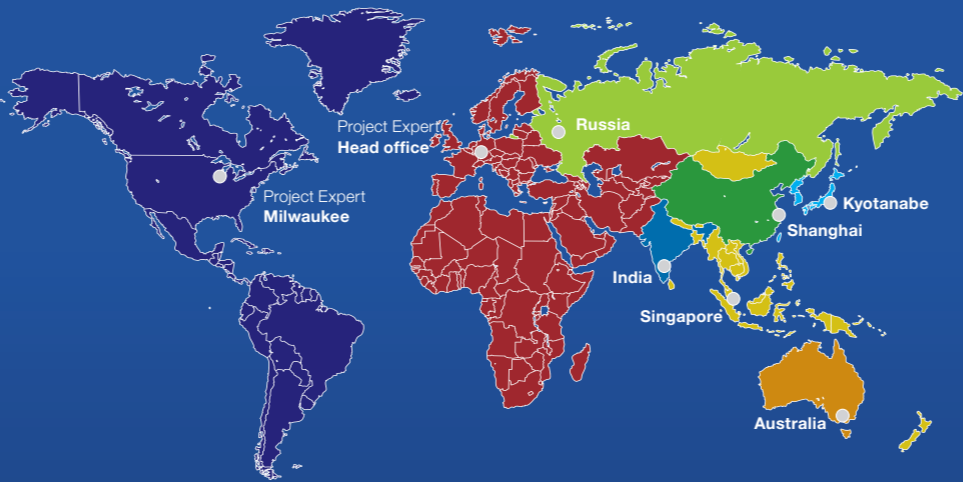 Project Expert
Head office
Russia
Project Expert
Milwaukee
Kyotanabe
Shanghai
India
Singapore
Australia